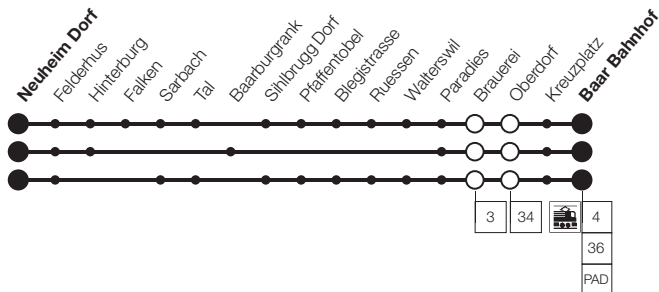 Neuheim Dorf
Felderhus
Hinterburg
Falken
Sarbach
Tal
Baarburgrank
Sihlbrugg Dorf
Pfaffentobel
Blegistrasse
Ruessen
Walterswil
Paradies
Brauerei
Oberdorf
Kreuzplatz
Baar Bahnhof
3 34 4
36
PAD